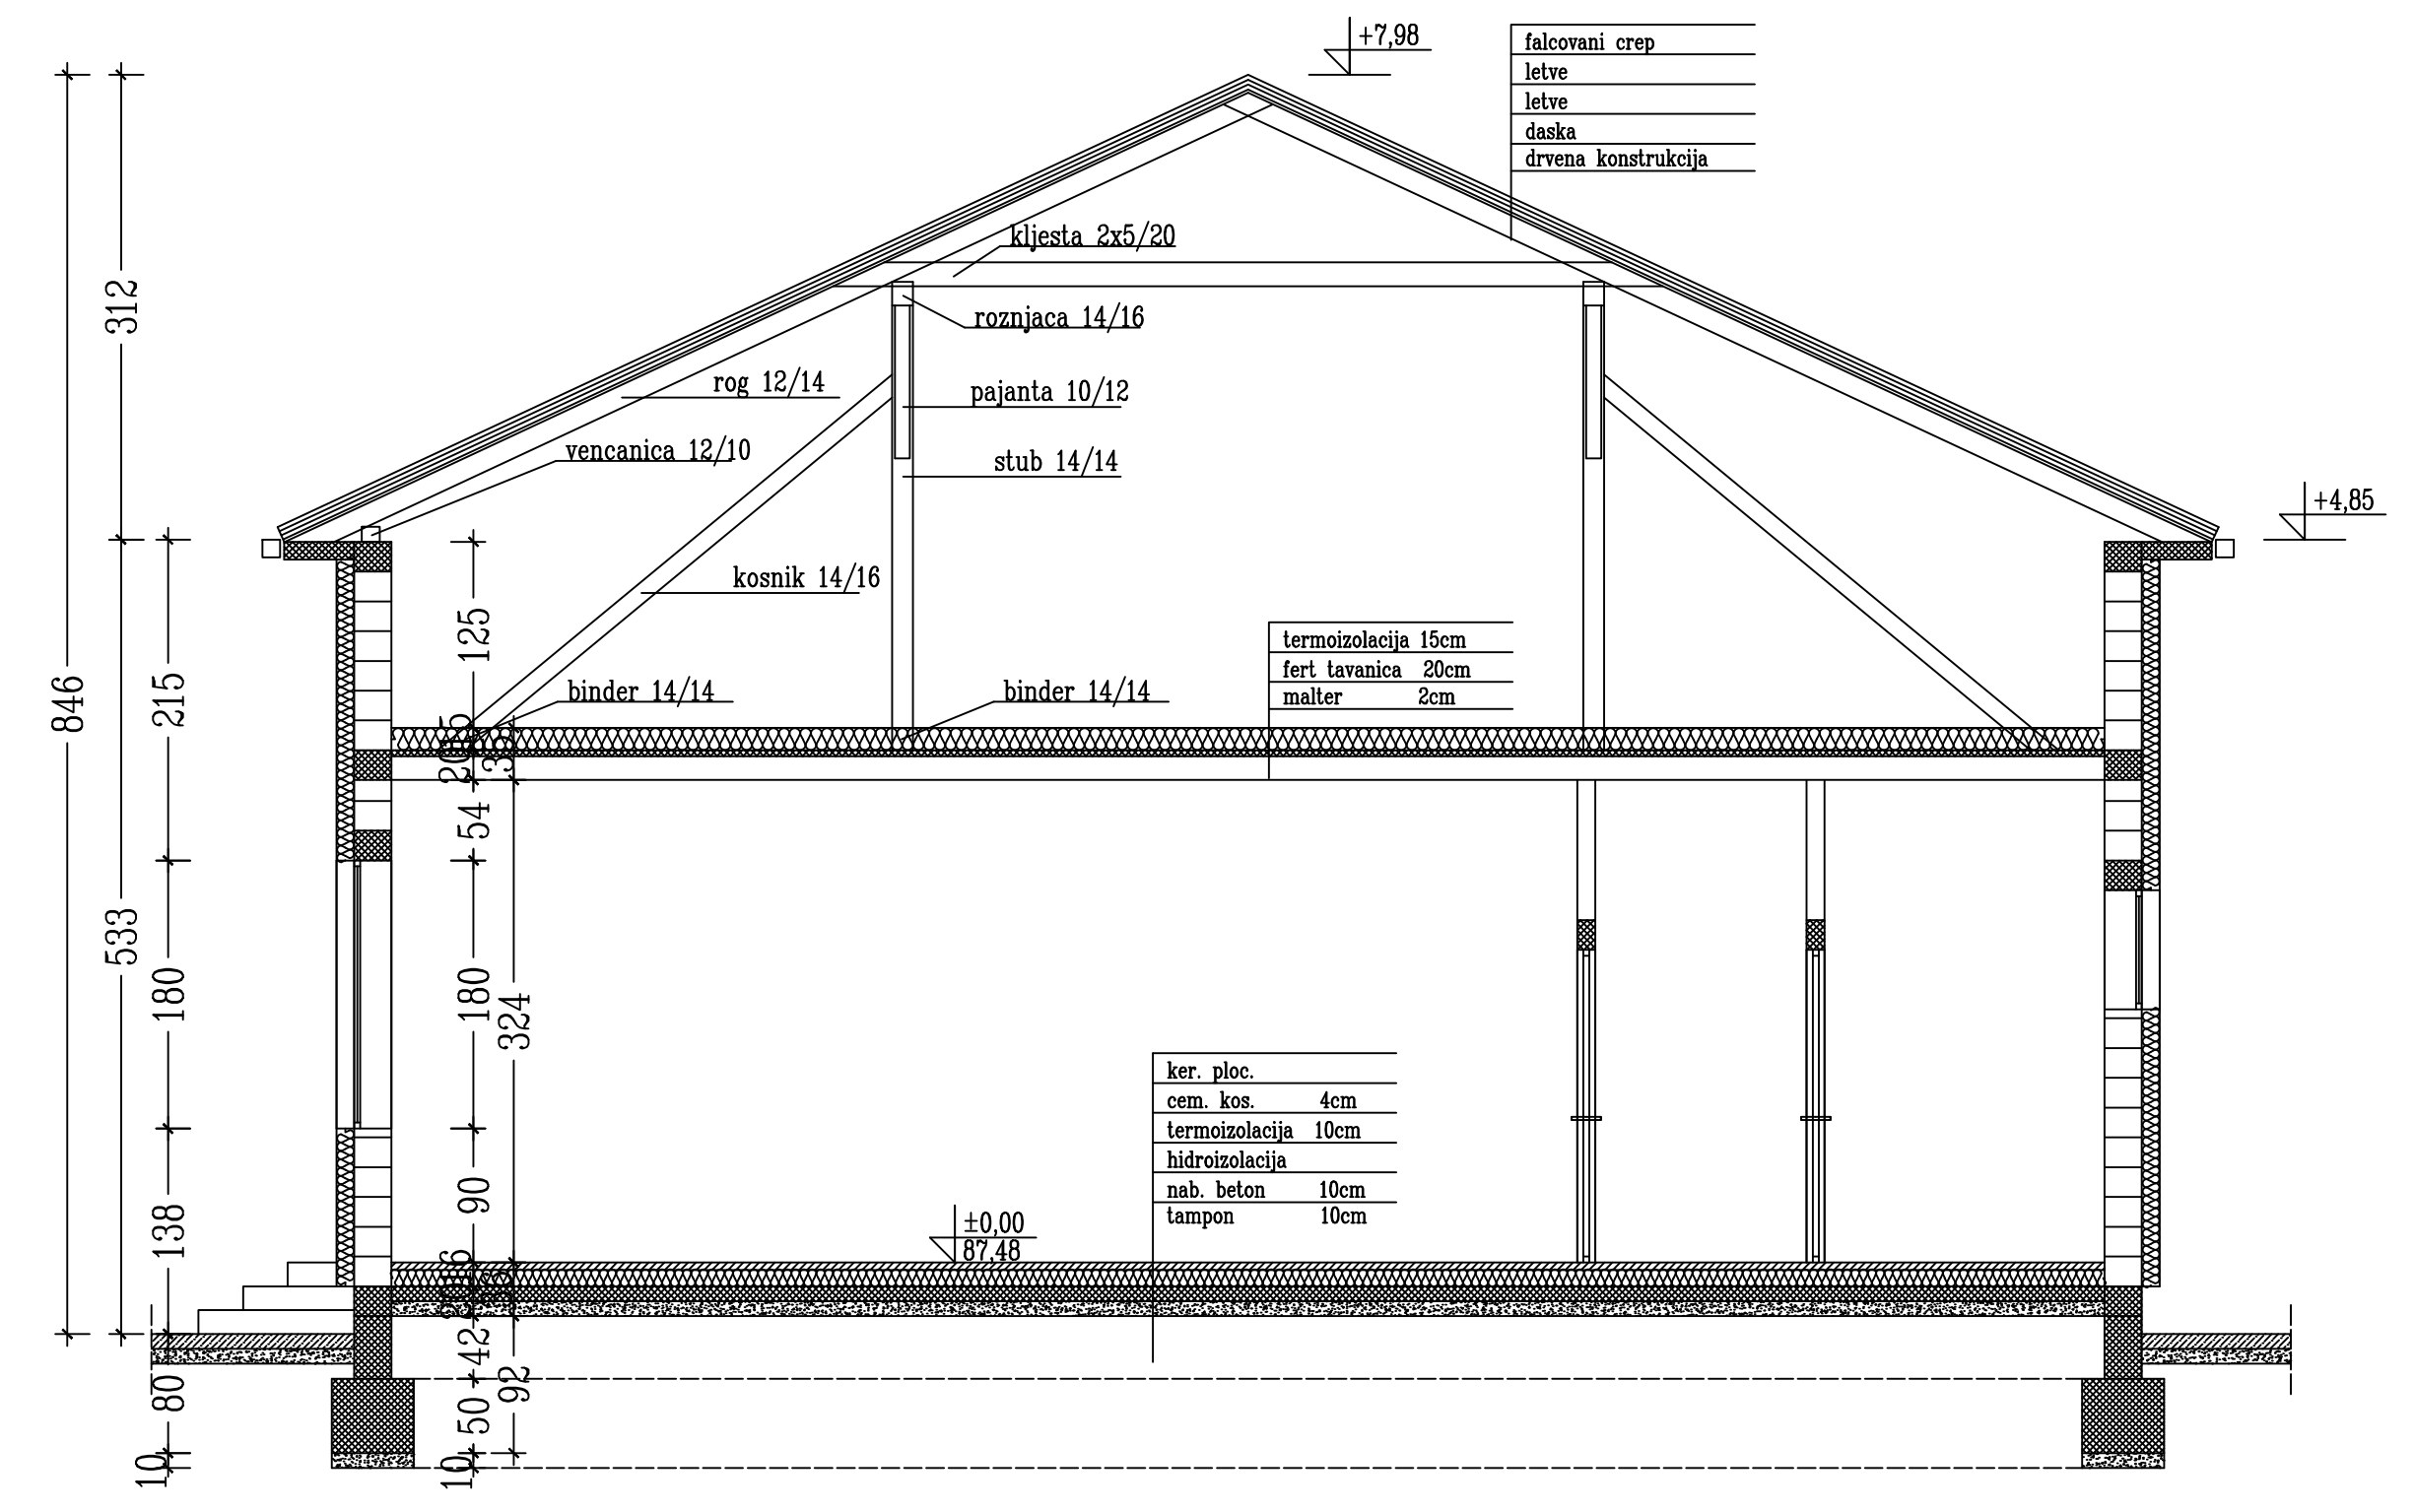 +7,98
falcovani crep
letve
letve
daska
drvena konstrukcija
kljesta 2x5/20
312
roznjaca 14/16
rog 12/14
pajanta 10/12
vencanica 12/10
stub 14/14
+4,85
kosnik 14/16
125
termoizolacija 15cm
fert tavanica 20cm
malter 2cm
846
215
binder 14/14
binder 14/14
54
533
180
180
324
ker. ploc.
cem. kos. 4cm
termoizolacija 10cm
hidroizolacija
nab. beton 10cm
tampon 10cm
138
90
±0,00
87,48
42
80
50
92
10
10